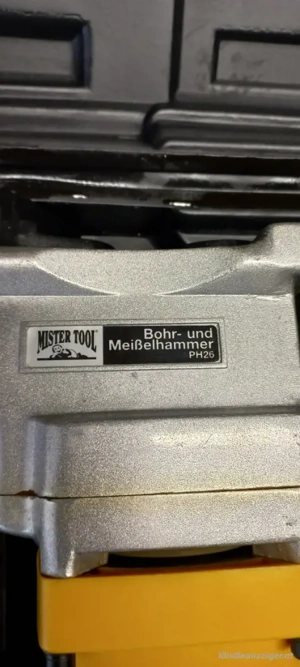 MISTER TOOL
Bohr- und
Meißelhammer
PH26